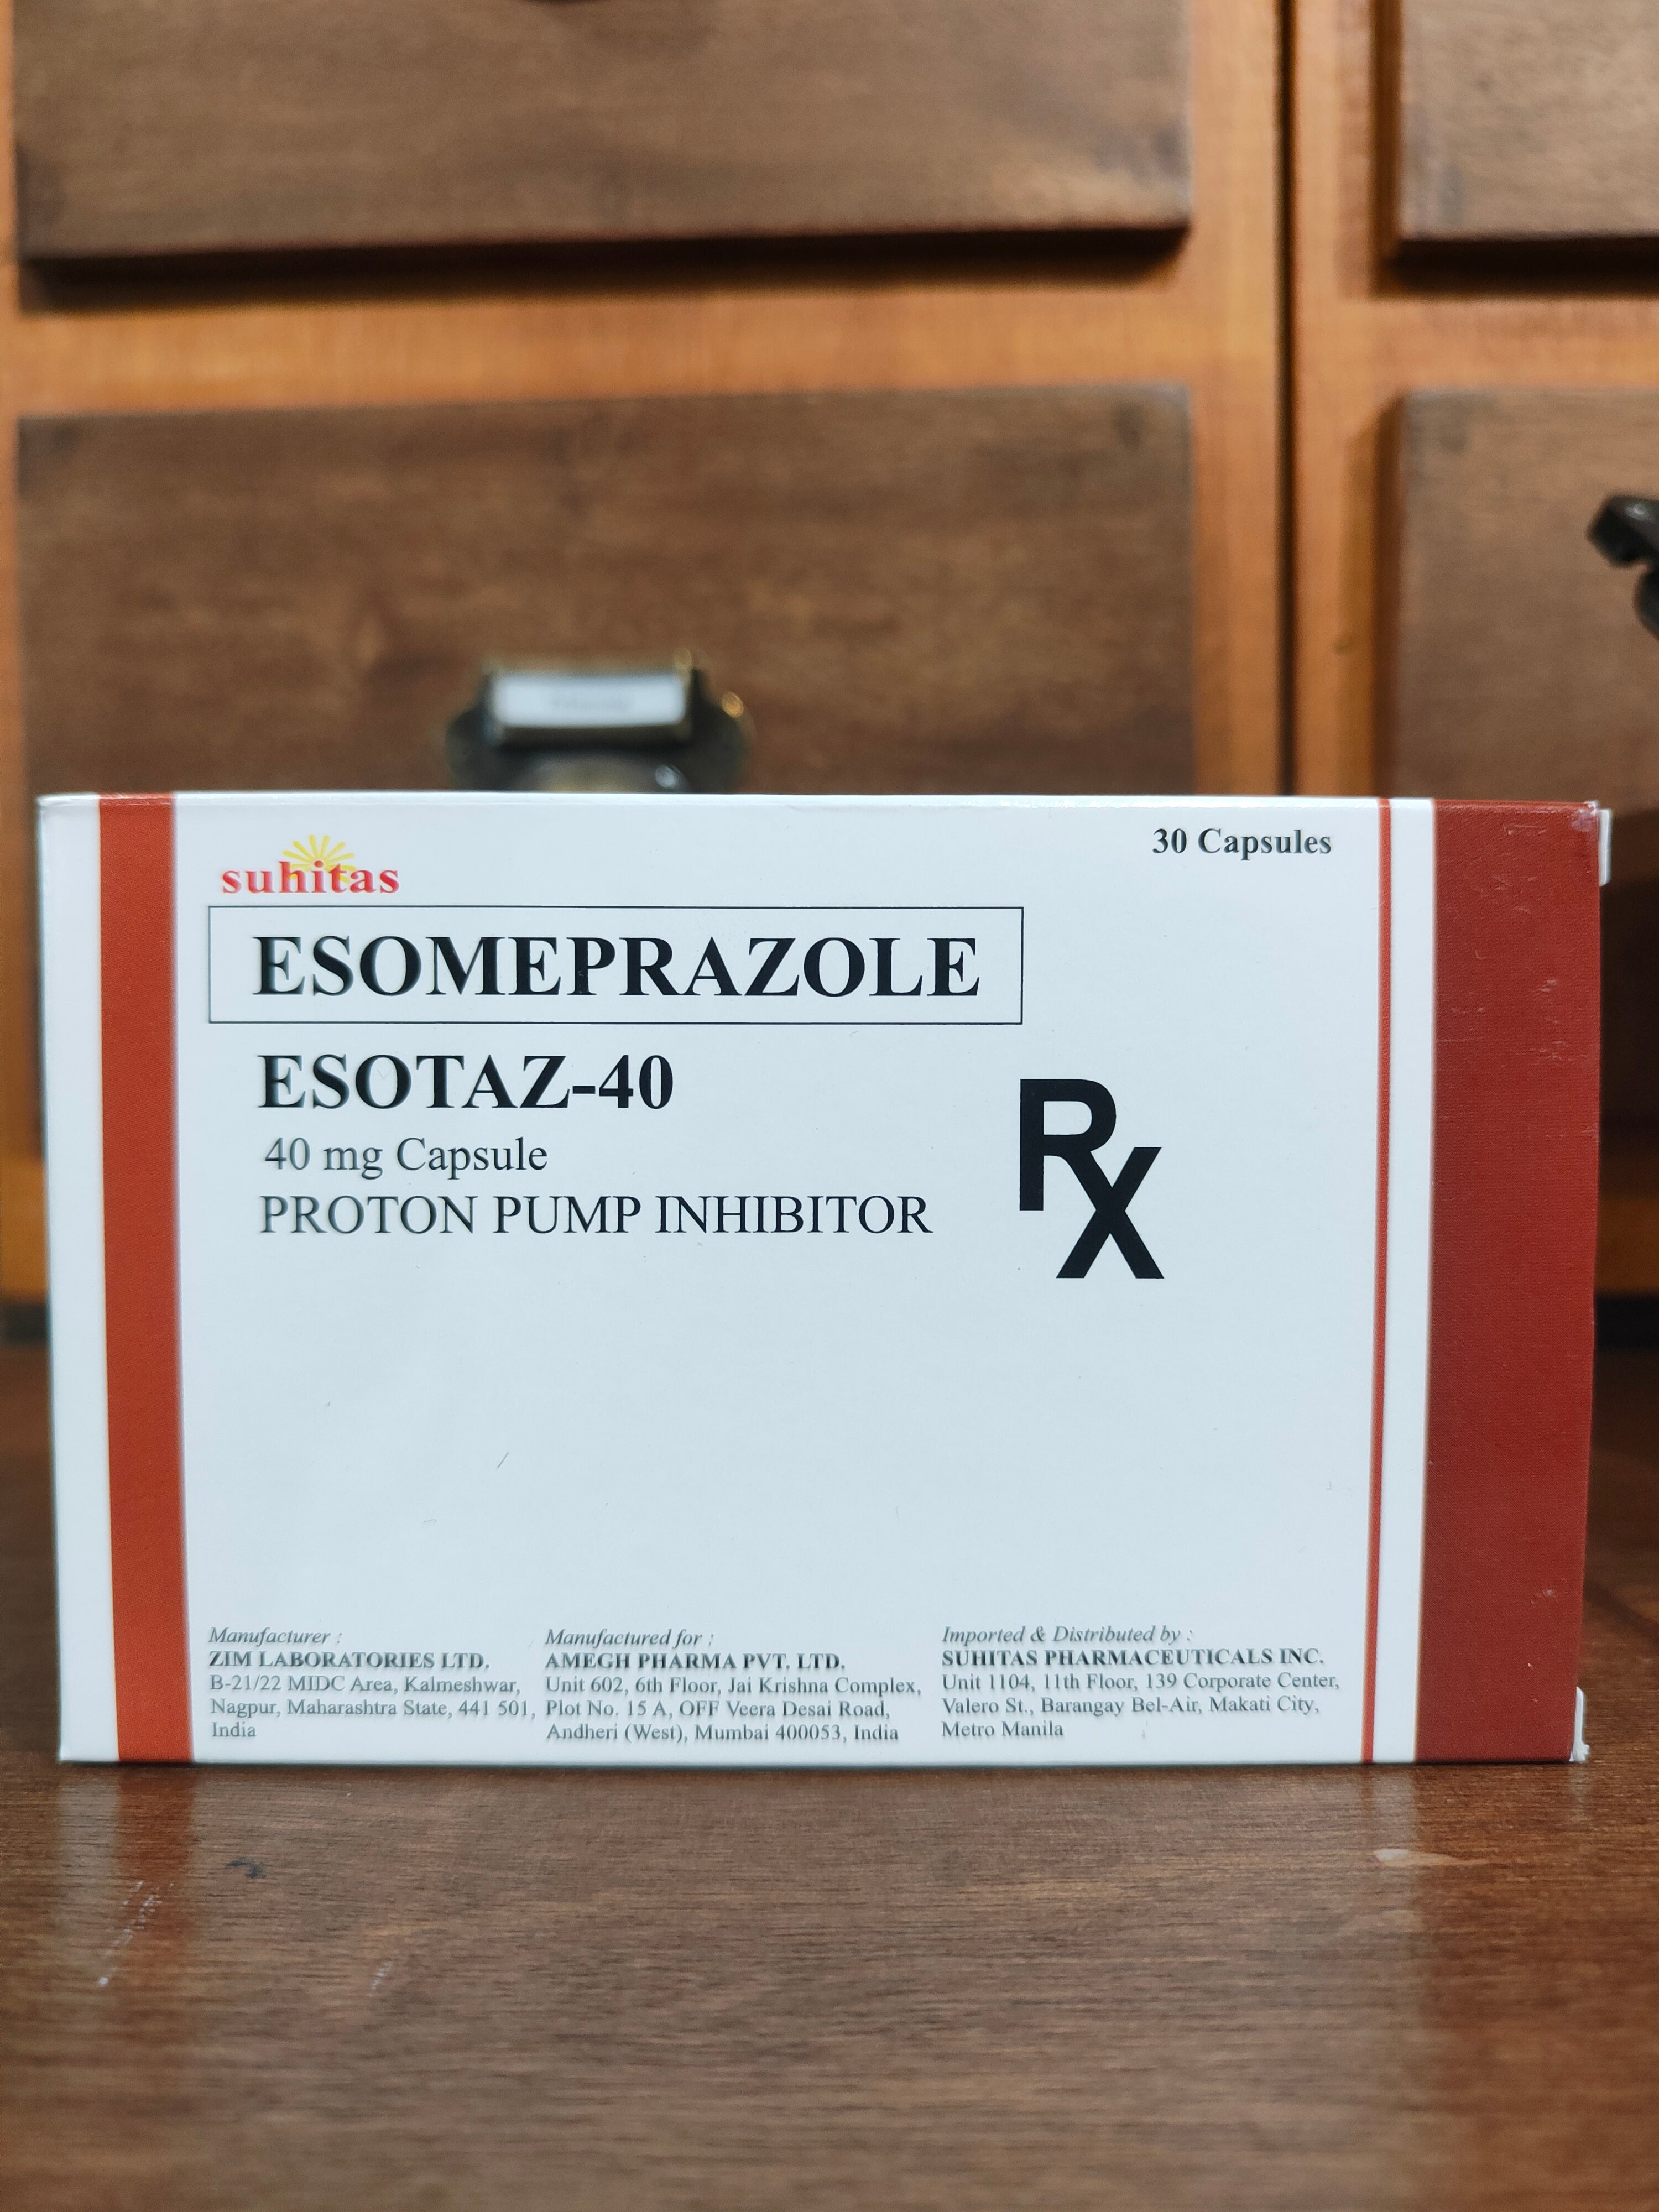 suhitas
30 Capsules
ESOMEPRAZOLE
ESOTAZ-40
40 mg Capsule
PROTON PUMP INHIBITOR
Rx
Manufacturer :
ZIM LABORATORIES LTD.
B-21/22 MIDC Area, Kalmeshwar,
Nagpur, Maharashtra State, 441 501,
India
Manufactured for :
AMEGH PHARMA PVT. LTD.
Unit 602, 6th Floor, Jai Krishna Complex,
Plot No. 15 A, OFF Veera Desai Road,
Andheri (West), Mumbai 400053, India
Imported & Distributed by :
SUHITAS PHARMACEUTICALS INC.
Unit 1104, 11th Floor, 139 Corporate Center,
Valero St., Barangay Bel-Air, Makati City,
Metro Manila